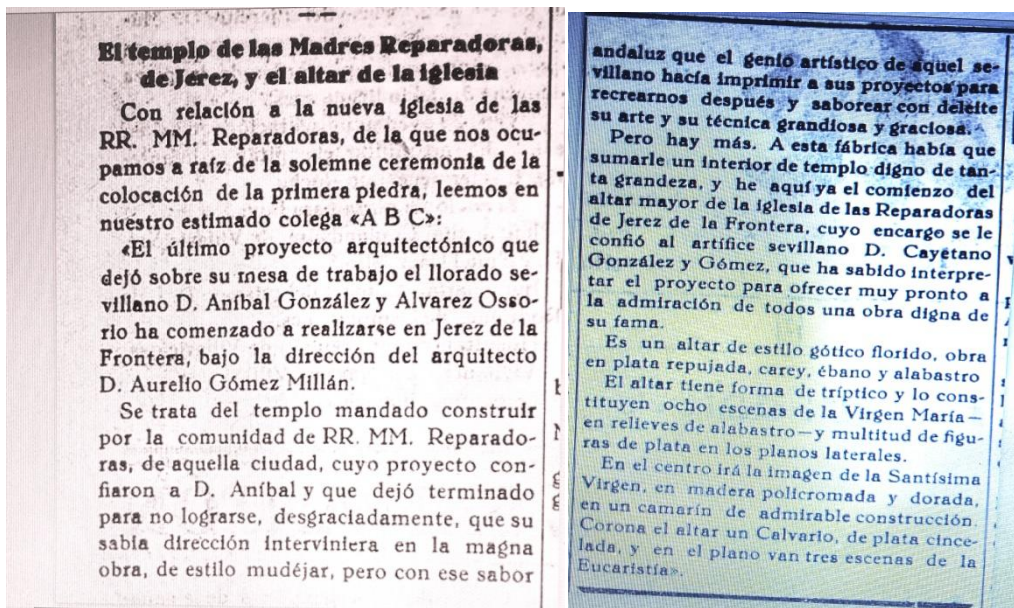 El templo de las Madres Reparadoras,
de Jerez, y el altar de la iglesia
Con relación a la nueva iglesia de las
RR. MM. Reparadoras, de la que nos ocu-
pamos a raíz de la solemne ceremonia de la
colocación de la primera piedra, leemos en
nuestro estimado colega «A B C»:
«El último proyecto arquitectónico que
dejó sobre su mesa de trabajo el llorado se-
villano D. Aníbal González y Alvarez Osso-
rio ha comenzado a realizarse en Jerez de la
Frontera, bajo la dirección del arquitecto
D. Aurelio Gómez Millán.
Se trata del templo mandado construir
por la comunidad de RR. MM. Reparado-
ras, de aquella ciudad, cuyo proyecto con-
fiaron a D. Aníbal y que dejó terminado
para no lograrse, desgraciadamente, que su
sabia dirección interviniera en la magna
obra, de estilo mudéjar, pero con ese sabor
andaluz que el genio artístico de aquel se-
villano hacía imprimir a sus proyectos para
recrearnos después y saborear con deleite
su arte y su técnica grandiosa y graciosa.
Pero hay más. A esta fábrica había que
sumarle un interior de templo digno de tan-
ta grandeza, y he aquí ya el comienzo del
altar mayor de la iglesia de las Reparadoras
de Jerez de la Frontera, cuyo encargo se le
confió al artífice sevillano D. Cayetano
González y Gómez, que ha sabido interpre-
tar el proyecto para ofrecer muy pronto a
la admiración de todos una obra digna de
su fama.
Es un altar de estilo gótico florido, obra
en plata repujada, carey, ébano y alabastro
El altar tiene forma de tríptico y lo cons-
tituyen ocho escenas de la Virgen María—
en relieves de alabastro—y multitud de figu-
ras de plata en los planos laterales.
En el centro irá la imagen de la Santísima
Virgen, en madera policromada y dorada,
en un camarín de admirable construcción.
Corona el altar un Calvario, de plata cince-
lada, y en el plano van tres escenas de la
Eucaristía».